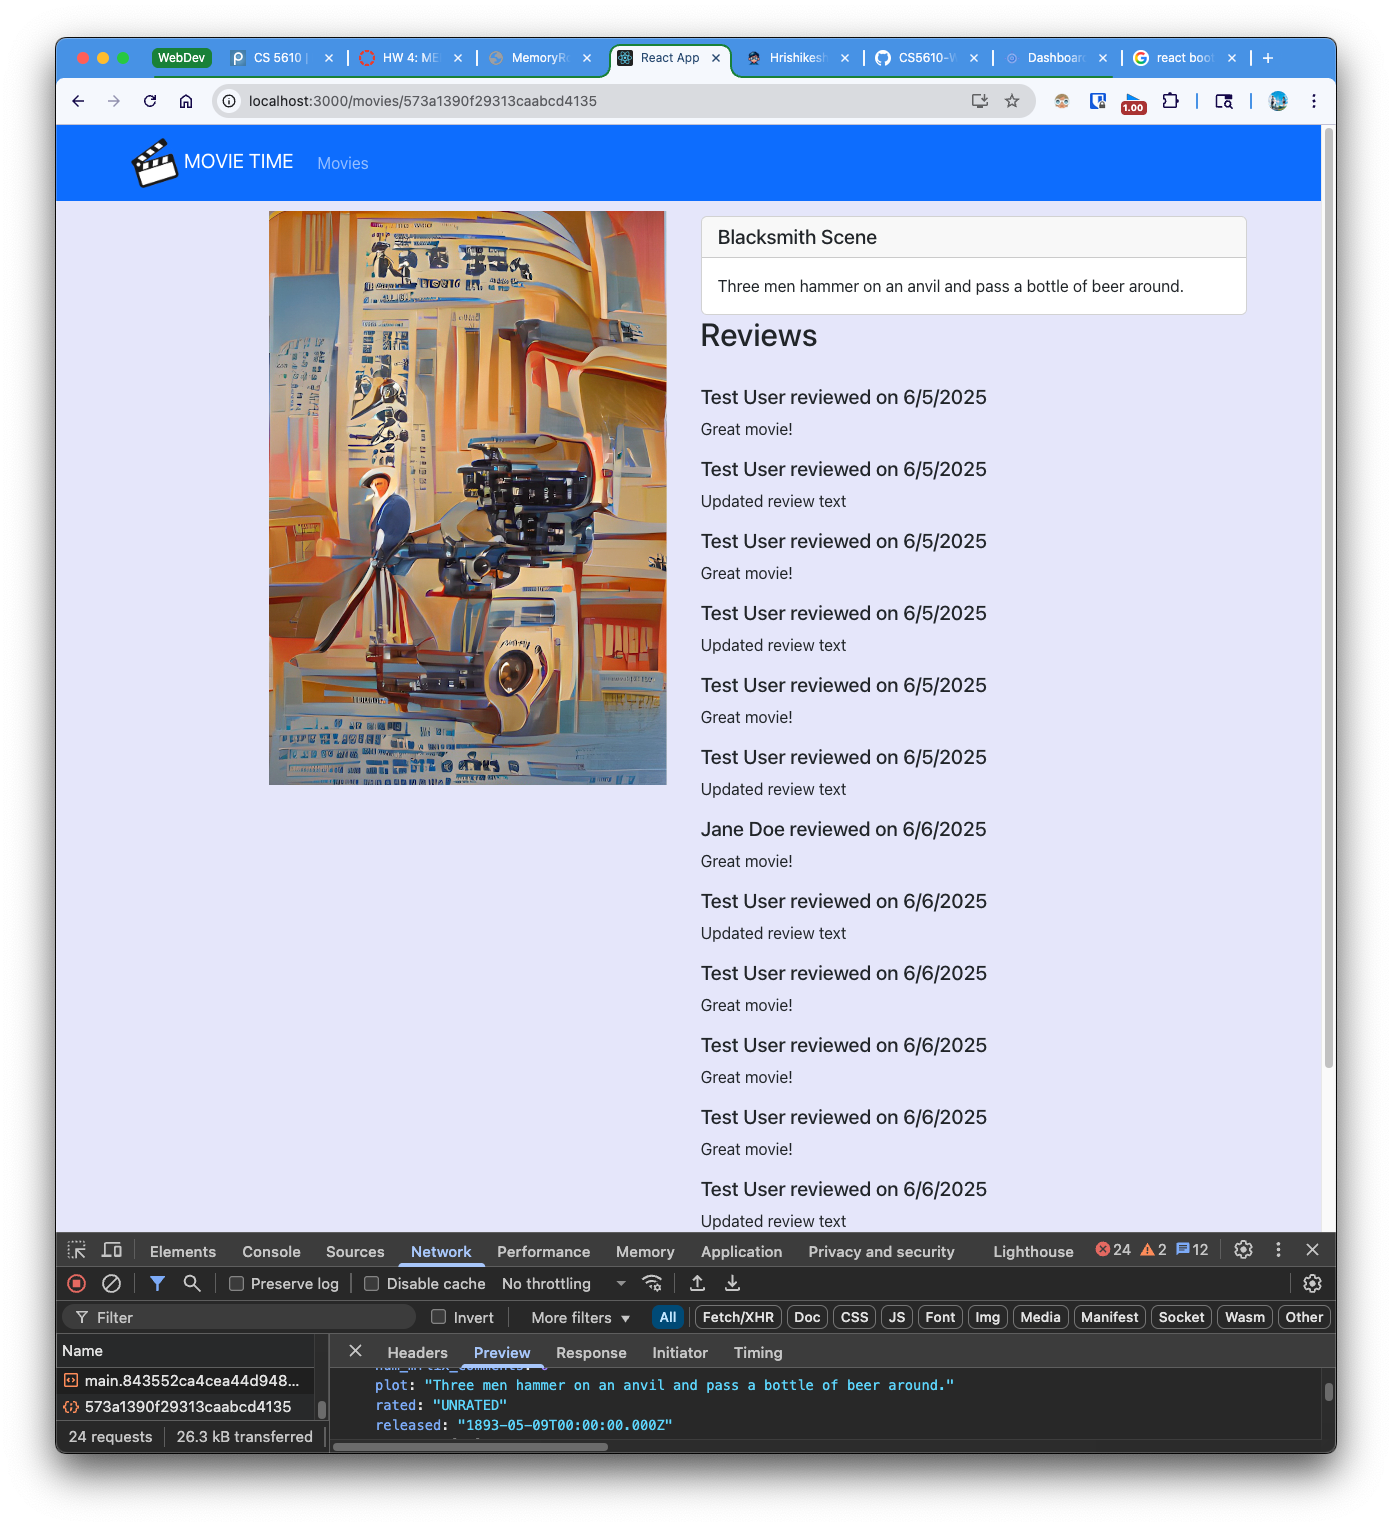 WebDev
CS 5610 |
HW 4: ME
MemoryRo
React App
Hrishikesh
CS5610-W
Dashboard
react boot
localhost:3000/movies/573a1390f29313caabcd4135
1.00
MOVIE TIME
Movies
Blacksmith Scene
Three men hammer on an anvil and pass a bottle of beer around.
Reviews
Test User reviewed on 6/5/2025
Great movie!
Test User reviewed on 6/5/2025
Updated review text
Test User reviewed on 6/5/2025
Great movie!
Test User reviewed on 6/5/2025
Updated review text
Test User reviewed on 6/5/2025
Great movie!
Test User reviewed on 6/5/2025
Updated review text
Jane Doe reviewed on 6/6/2025
Great movie!
Test User reviewed on 6/6/2025
Updated review text
Test User reviewed on 6/6/2025
Great movie!
Test User reviewed on 6/6/2025
Great movie!
Test User reviewed on 6/6/2025
Great movie!
Test User reviewed on 6/6/2025
Updated review text
Elements Console Sources Network Performance Memory Application Privacy and security Lighthouse 24 2 12
Preserve log Disable cache No throttling
Filter Invert More filters All Fetch/XHR Doc CSS JS Font Img Media Manifest Socket Wasm Other
Name
Headers Preview Response Initiator Timing
main.843552ca4cea44d948...
573a1390f29313caabcd4135
plot: "Three men hammer on an anvil and pass a bottle of beer around."
rated: "UNRATED"
released: "1893-05-09T00:00:00.000Z"
24 requests 26.3 kB transferred